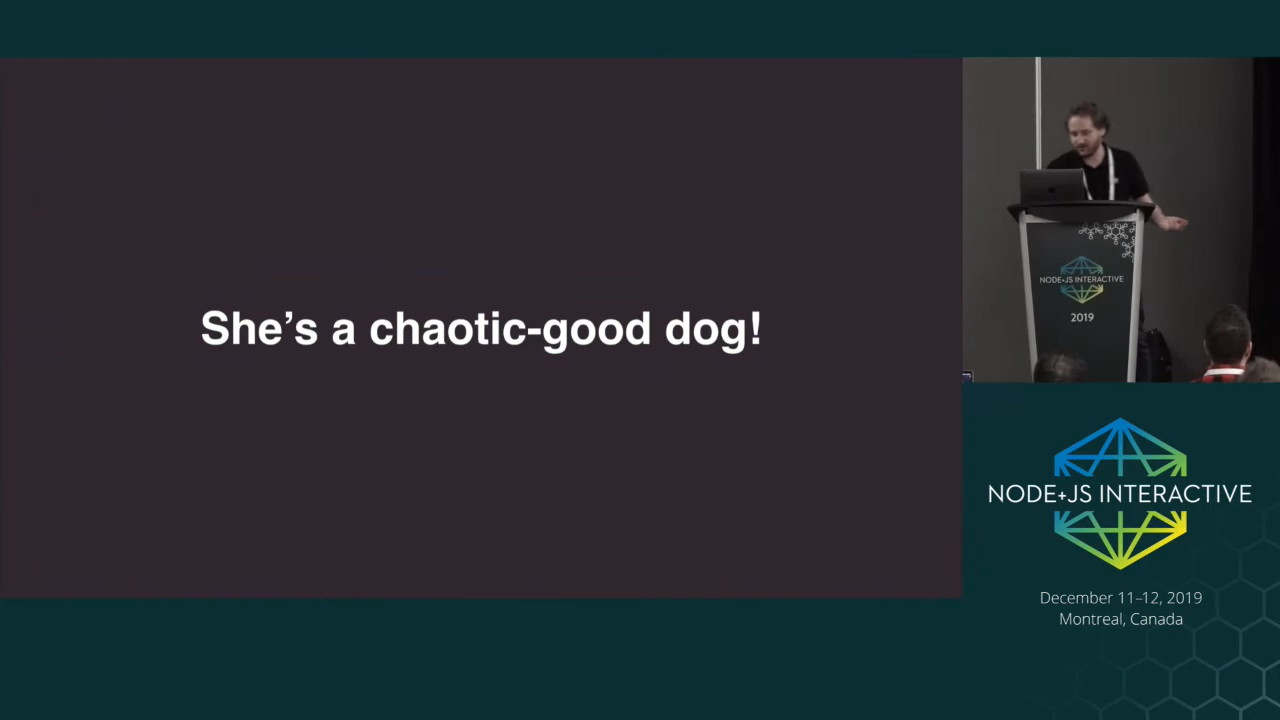 She’s a chaotic-good dog!
NODE+JS INTERACTIVE
2019
NODE+JS INTERACTIVE
December 11–12, 2019
Montreal, Canada